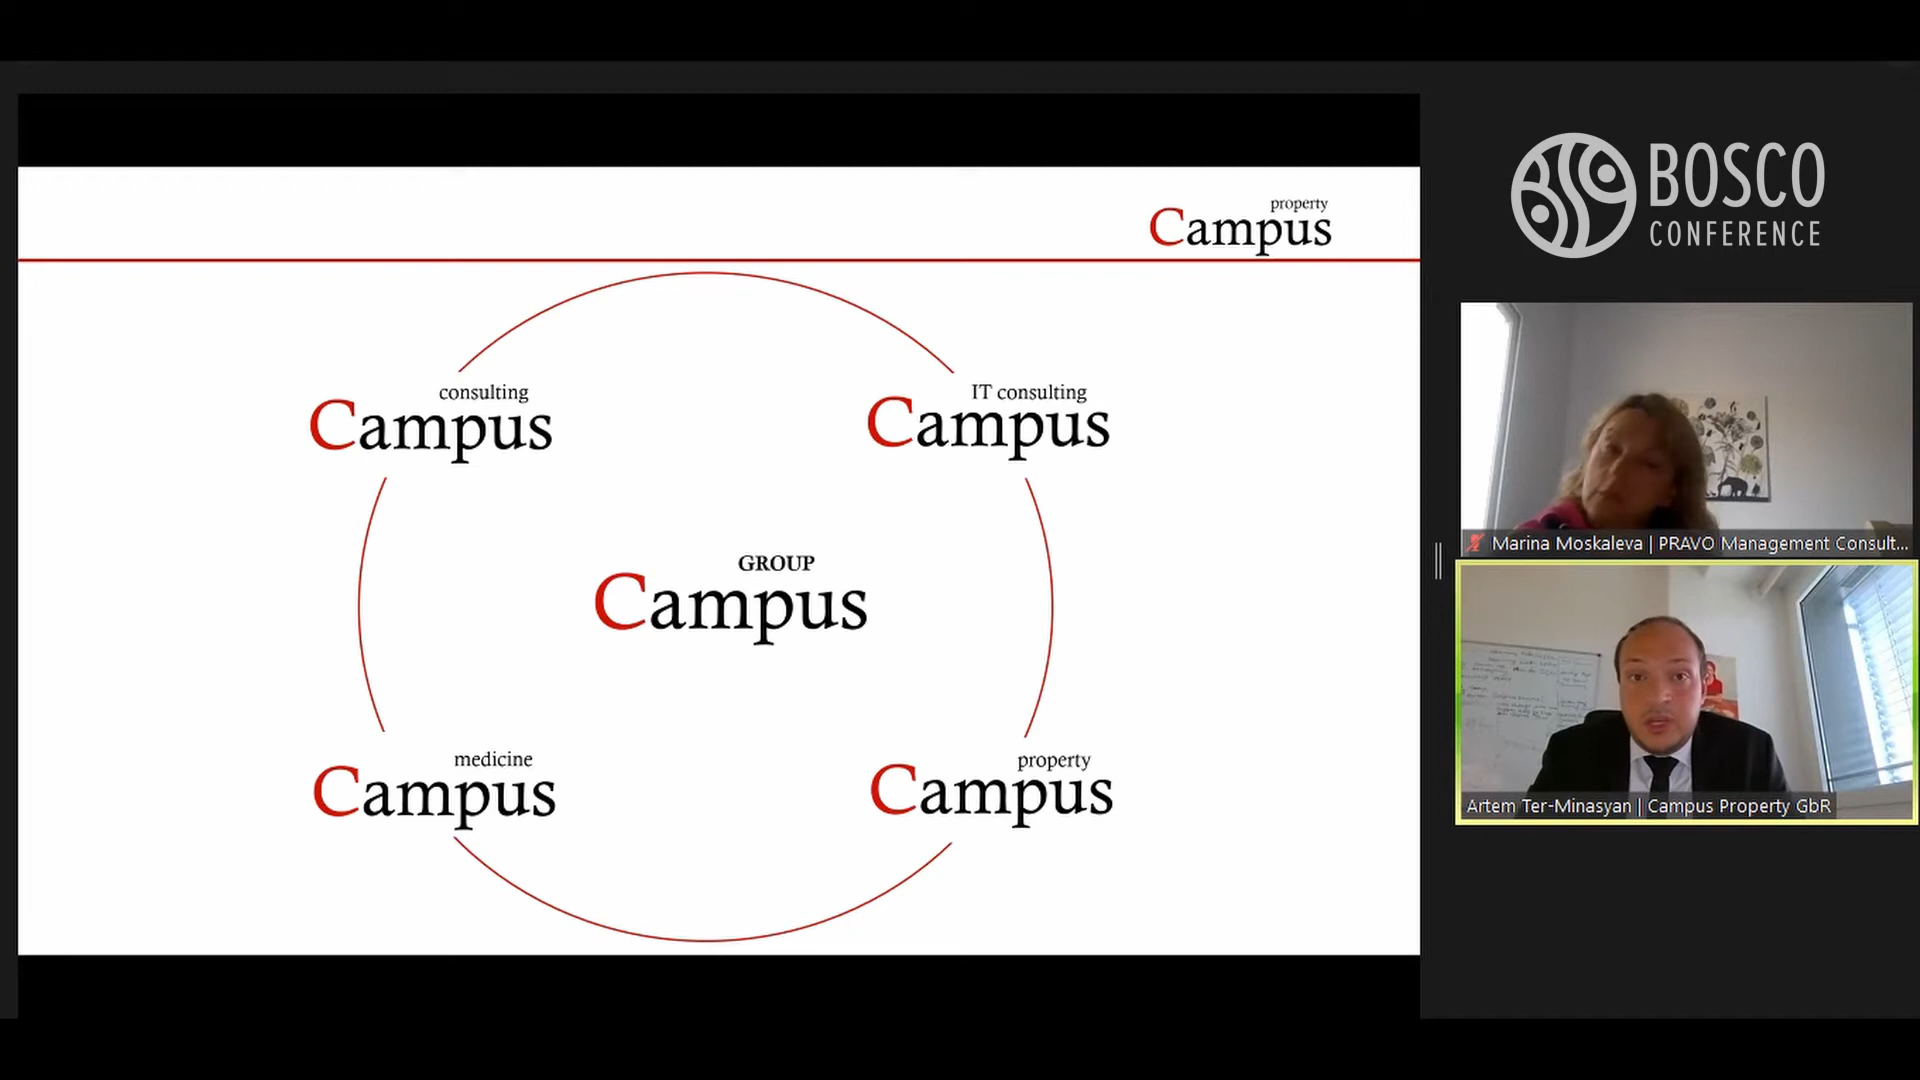 property
Campus
consulting
Campus
IT consulting
Campus
GROUP
Campus
medicine
Campus
property
Campus
BOSCO
CONFERENCE
Marina Moskaleva | PRAVO Management Consult...
Artem Ter-Minasyan | Campus Property GbR